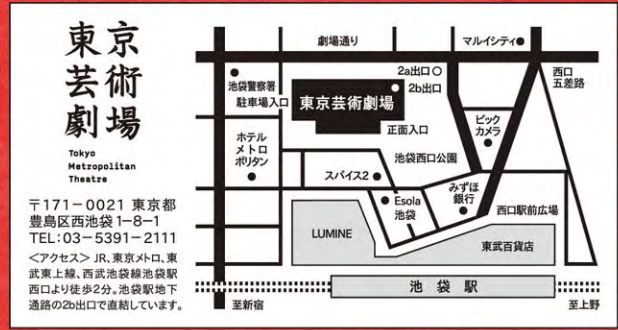 東京
芸術
劇場
Tokyo
Metropolitan
Theatre
〒171-0021 東京都
豊島区西池袋1-8-1
TEL:03-5391-2111
<アクセス> JR、東京メトロ、東
武東上線、西武池袋線池袋駅
西口より徒歩2分。池袋駅地下
通路の2b出口で直結しています。
劇場通り
マルイシティ
2a出口
2b出口
西口
五差路
池袋警察署
駐車場入口
東京芸術劇場
正面入口
ビック
カメラ
ホテル
メトロ
ポリタン
池袋西口公園
スパイス2
Esola
池袋
みずほ
銀行
西口駅前広場
LUMINE
東武百貨店
池袋駅
至新宿
至上野